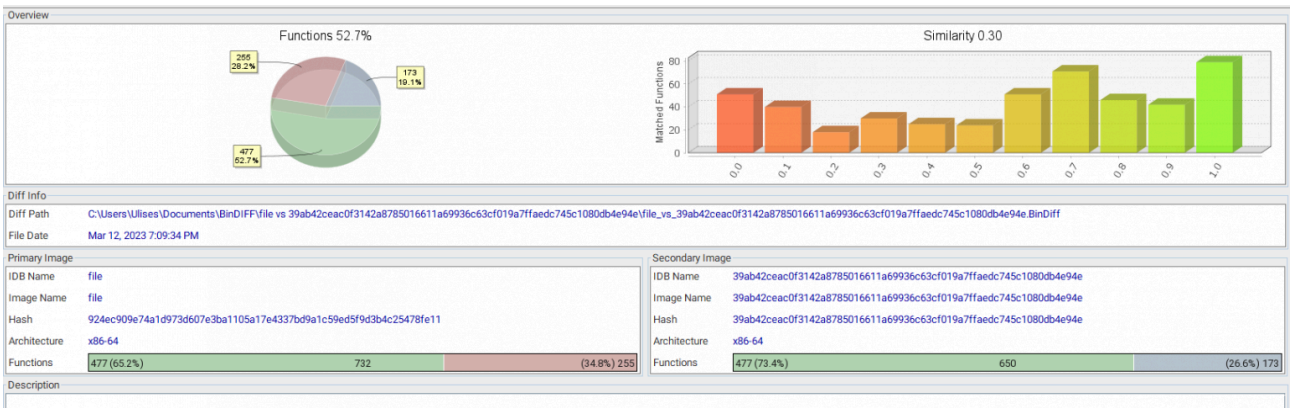 Overview
Functions 52.7%
255
28.2%
173
19.1%
477
52.7%
Similarity 0.30
Matched Functions
80
60
40
20
0
0.0 0.1 0.2 0.3 0.4 0.5 0.6 0.7 0.8 0.9 1.0
Diff Info
Diff Path C:\Users\Ulises\Documents\BinDIFF\file vs 39ab42ceac0f3142a8785016611a69936c63cf019a7ffaedc745c1080db4e94e\file_vs_39ab42ceac0f3142a8785016611a69936c63cf019a7ffaedc745c1080db4e94e.BinDiff
File Date Mar 12, 2023 7:09:34 PM
Primary Image
IDB Name file
Image Name file
Hash 924ec909e74a1d973d607e3ba1105a17e4337bd9a1c59ed5f9d3b4c25478fe11
Architecture x86-64
Functions 477 (65.2%) 732 (34.8%) 255
Secondary Image
IDB Name 39ab42ceac0f3142a8785016611a69936c63cf019a7ffaedc745c1080db4e94e
Image Name 39ab42ceac0f3142a8785016611a69936c63cf019a7ffaedc745c1080db4e94e
Hash 39ab42ceac0f3142a8785016611a69936c63cf019a7ffaedc745c1080db4e94e
Architecture x86-64
Functions 477 (73.4%) 650 (26.6%) 173
Description